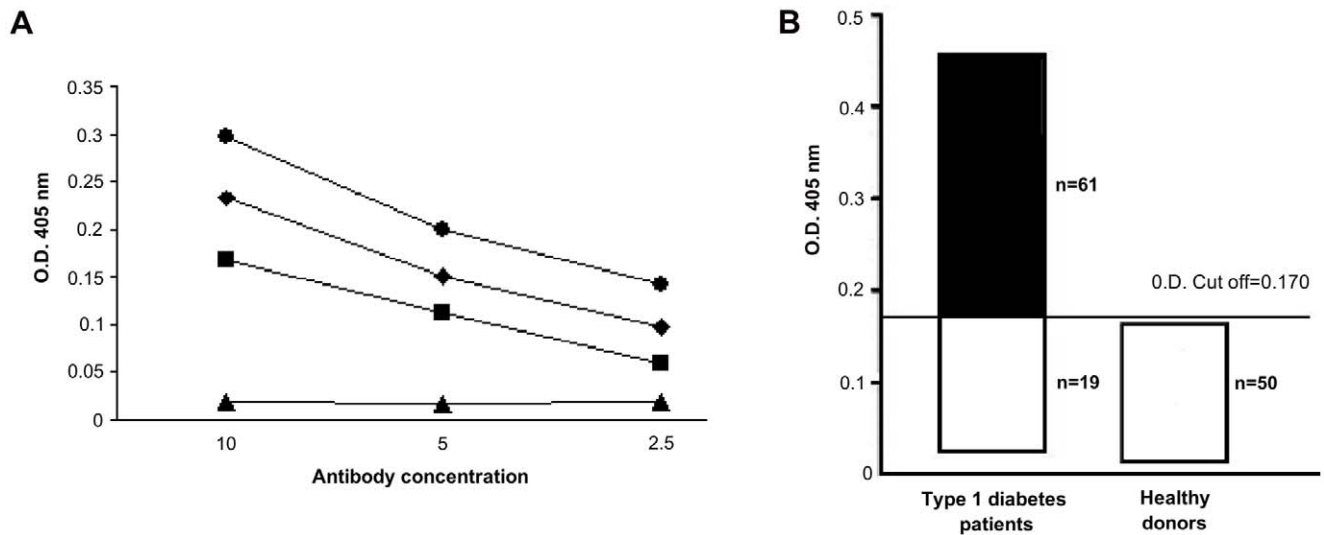 A
O.D. 405 nm
0.35
0.3
0.25
0.2
0.15
0.1
0.05
0
10 5 2.5
Antibody concentration
B
O.D. 405 nm
0.5
0.4
0.3
0.2
0.1
0
n=61
0.D. Cut off=0.170
n=19
n=50
Type 1 diabetes
patients
Healthy
donors